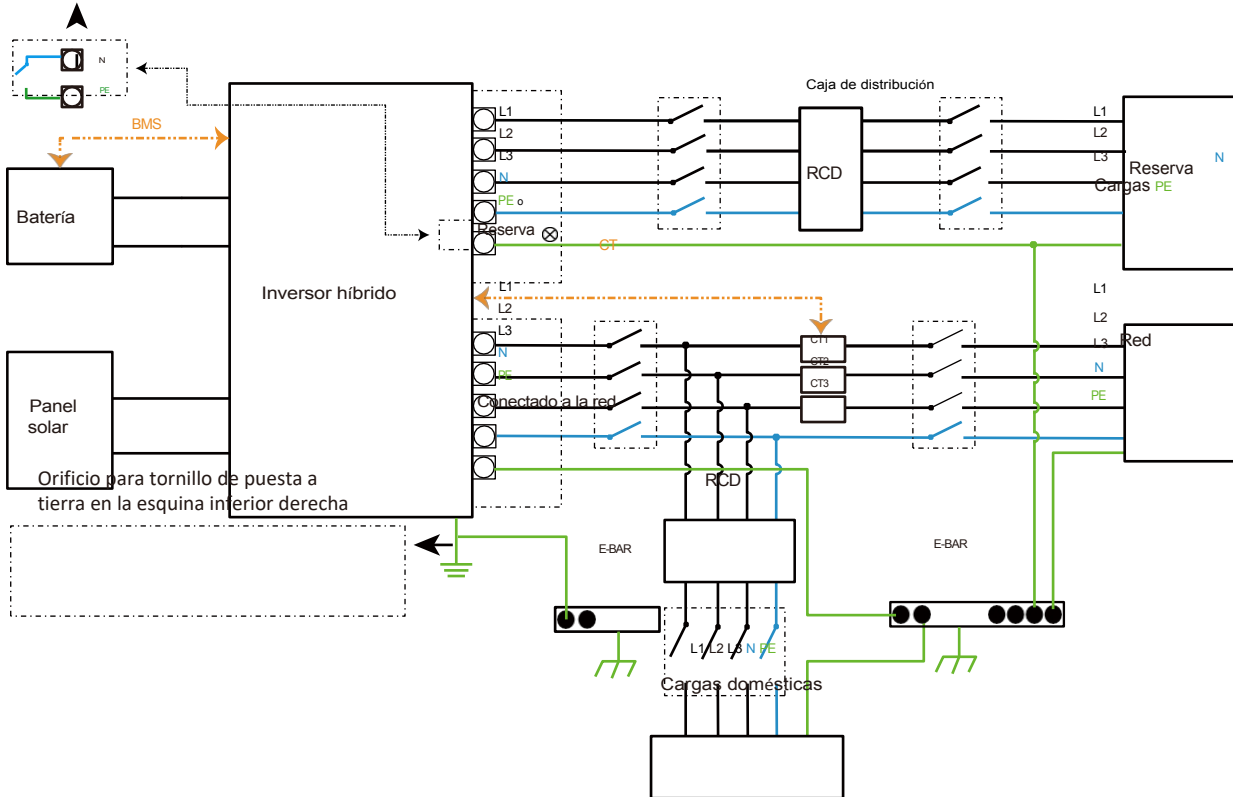 N
PE
BMS
Batería
Inversor híbrido
Panel
solar
Orificio para tornillo de puesta a
tierra en la esquina inferior derecha
L1
L2
L3
N
PE o
Reserva
CT
Caja de distribución
RCD
L1
L2
L3
Reserva
N
Cargas PE
L1
L2
L3
N
PE
Conectado a la red
CT1
CT2
CT3
L1
L2
L3
Red
N
PE
RCD
E-BAR
E-BAR
L1 L2 L3 N PE
Cargas domésticas